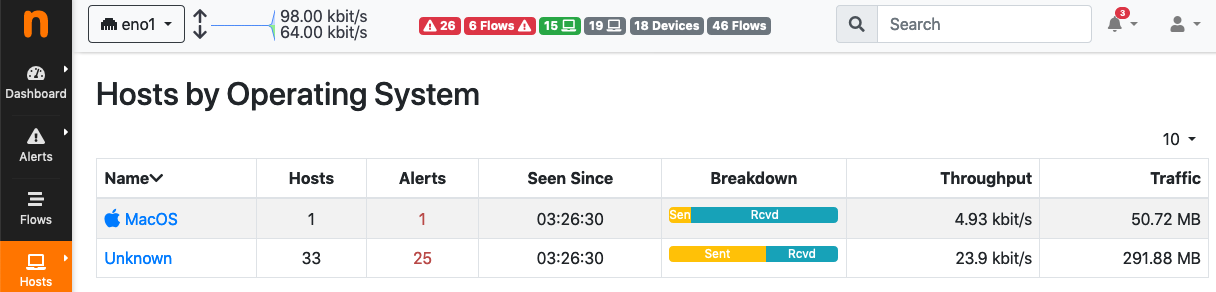 n eno1 98.00 kbit/s
64.00 kbit/s
26 6 Flows 15 19 18 Devices 46 Flows Search 3
Dashboard
Alerts
Flows
Hosts
Hosts by Operating System
10
Name Hosts Alerts Seen Since Breakdown Throughput Traffic
MacOS 1 1 03:26:30 Sen Rcvd 4.93 kbit/s 50.72 MB
Unknown 33 25 03:26:30 Sent Rcvd 23.9 kbit/s 291.88 MB